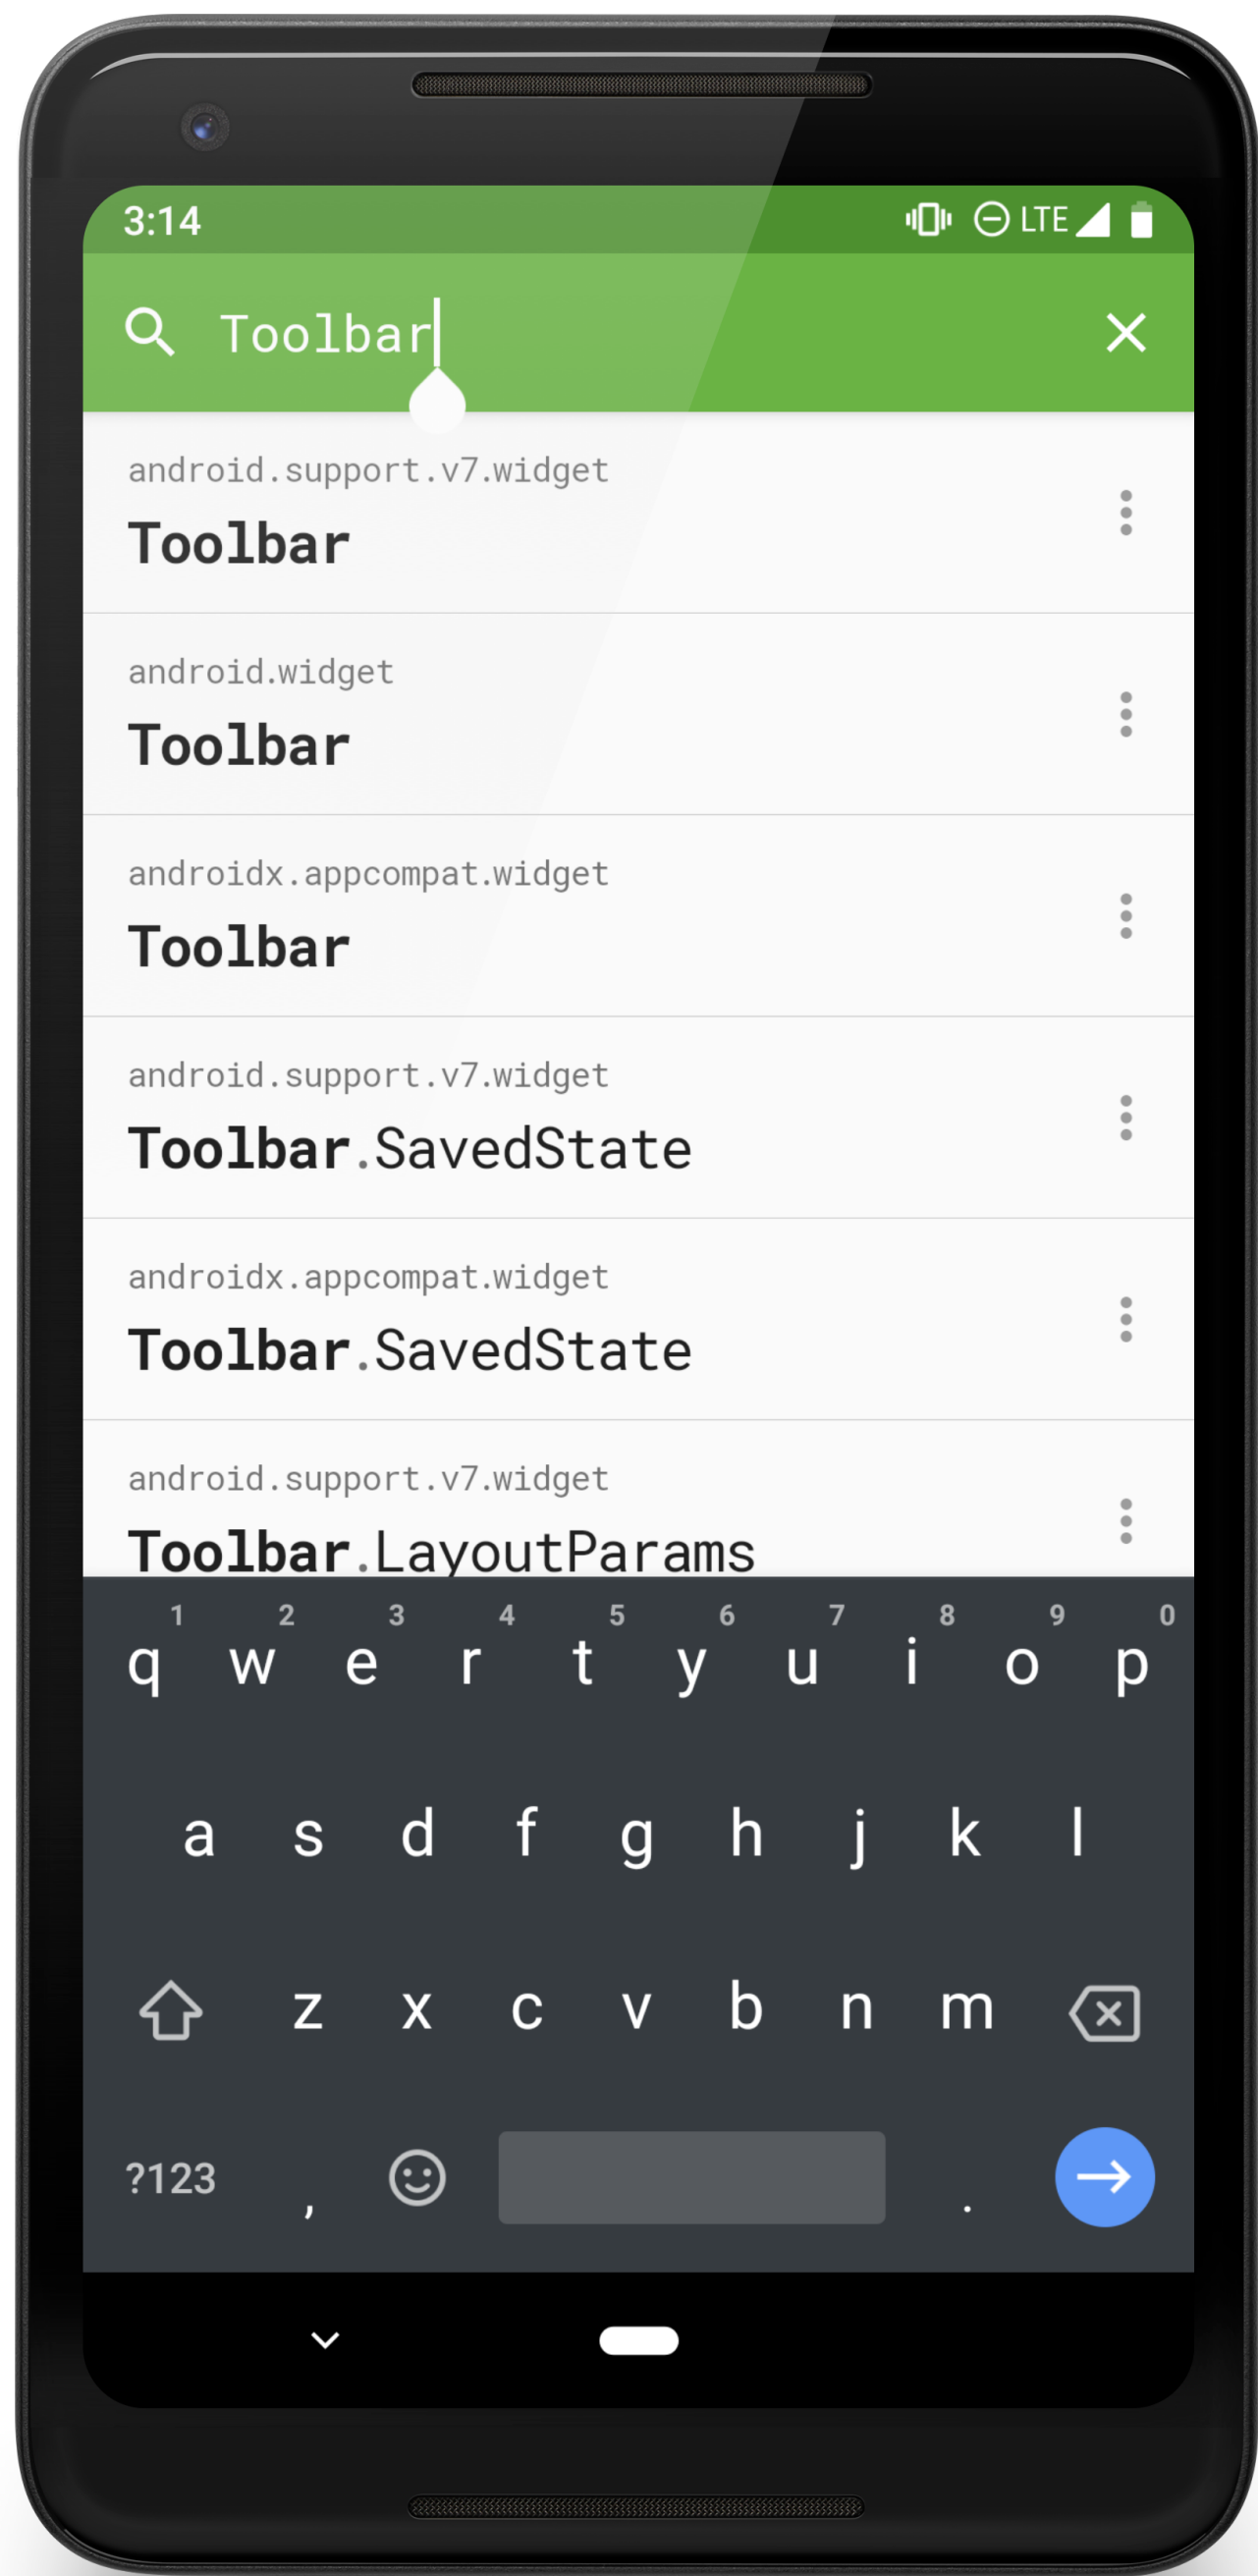 3:14 LTE
Toolbar
android.support.v7.widget
Toolbar
android.widget
Toolbar
androidx.appcompat.widget
Toolbar
android.support.v7.widget
Toolbar.SavedState
androidx.appcompat.widget
Toolbar.SavedState
android.support.v7.widget
Toolbar.LayoutParams
1 2 3 4 5 6 7 8 9 0
q w e r t y u i o p
a s d f g h j k l
z x c v b n m
?123 , .